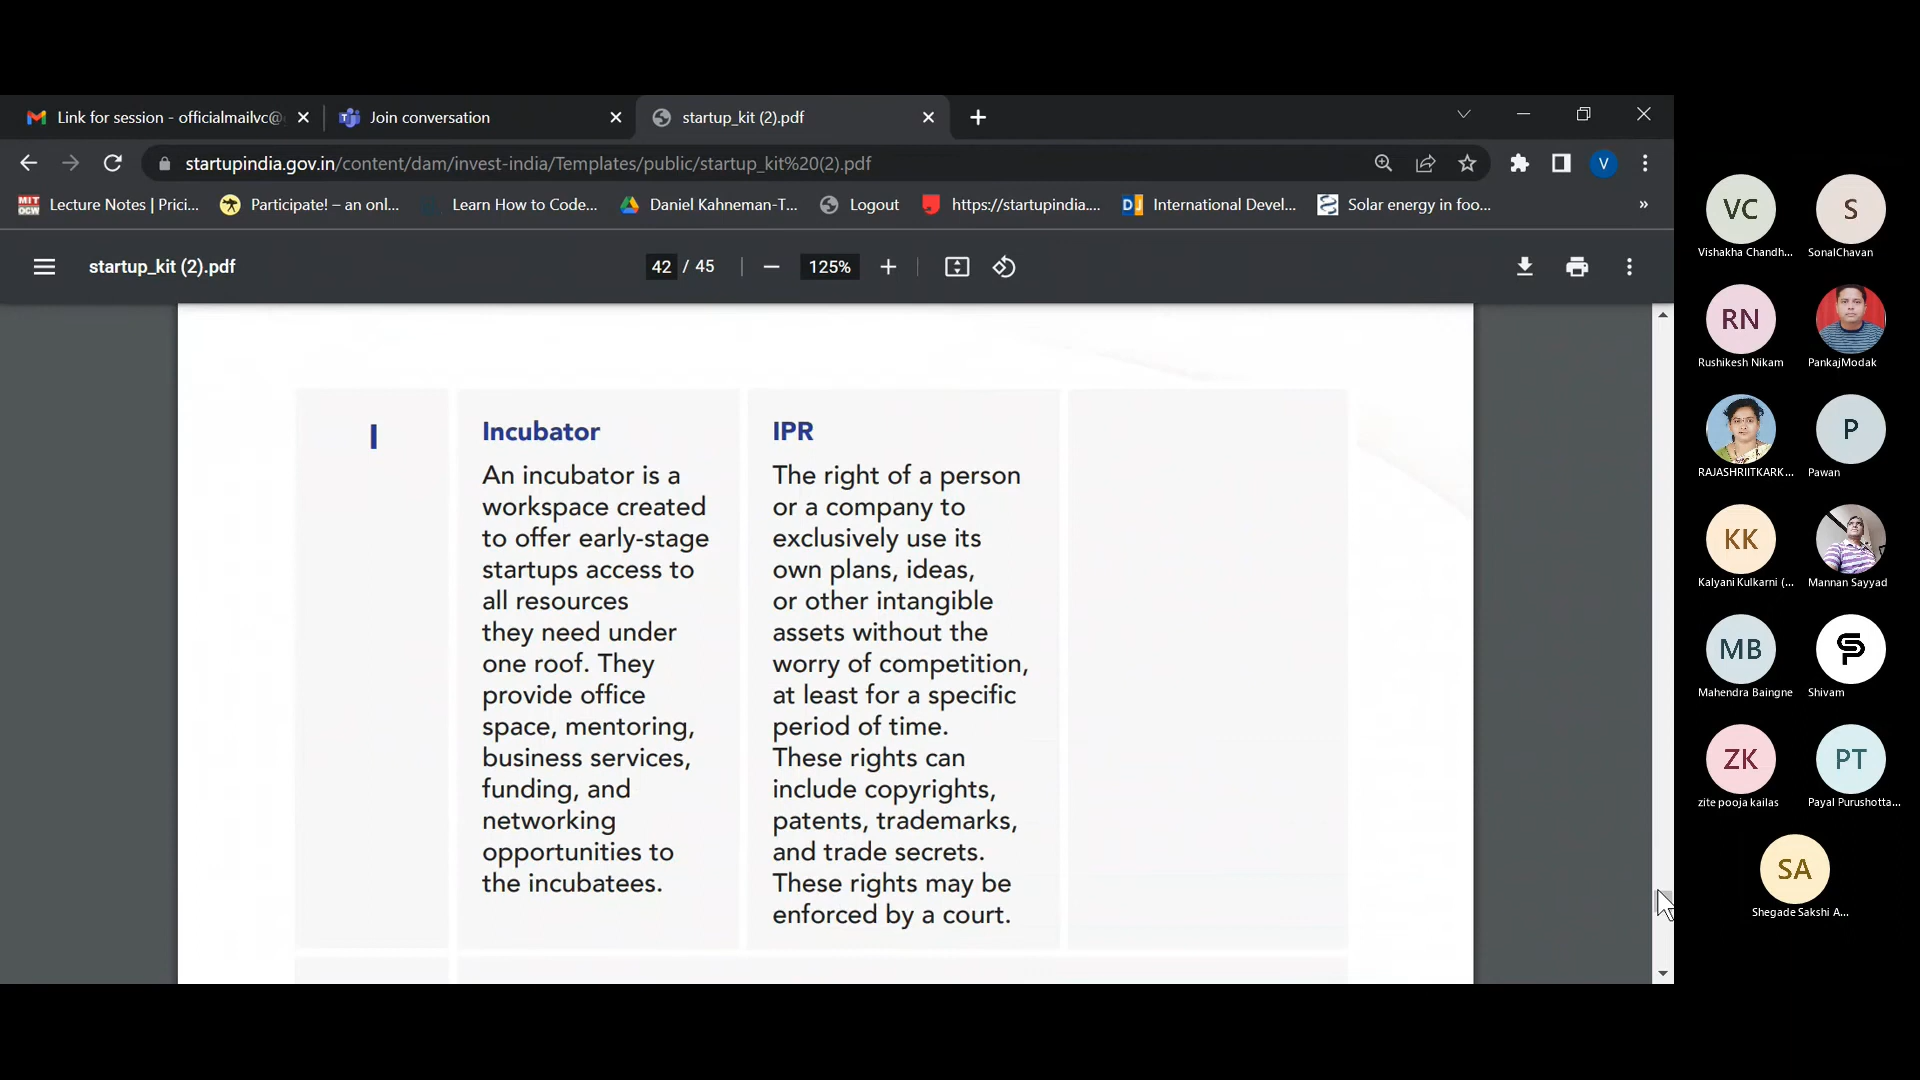 Link for session - officialmailvc@
Join conversation
startup_kit (2).pdf
startupindia.gov.in/content/dam/invest-india/Templates/public/startup_kit%20(2).pdf
V
MIT OCW
Lecture Notes | Prici...
Participate! – an onl...
Learn How to Code...
Daniel Kahneman-T...
Logout
https://startupindia....
DJ
International Devel...
Solar energy in foo...
»
startup_kit (2).pdf
42 / 45
125%
I
Incubator
An incubator is a
workspace created
to offer early-stage
startups access to
all resources
they need under
one roof. They
provide office
space, mentoring,
business services,
funding, and
networking
opportunities to
the incubatees.
IPR
The right of a person
or a company to
exclusively use its
own plans, ideas,
or other intangible
assets without the
worry of competition,
at least for a specific
period of time.
These rights can
include copyrights,
patents, trademarks,
and trade secrets.
These rights may be
enforced by a court.
VC
Vishakha Chandh...
S
SonalChavan
RN
Rushikesh Nikam
PankajModak
RAJASHRIITKARK...
P
Pawan
KK
Kalyani Kulkarni (...
Mannan Sayyad
MB
Mahendra Baingne
Shivam
ZK
zite pooja kailas
PT
Payal Purushotta...
SA
Shegade Sakshi A...